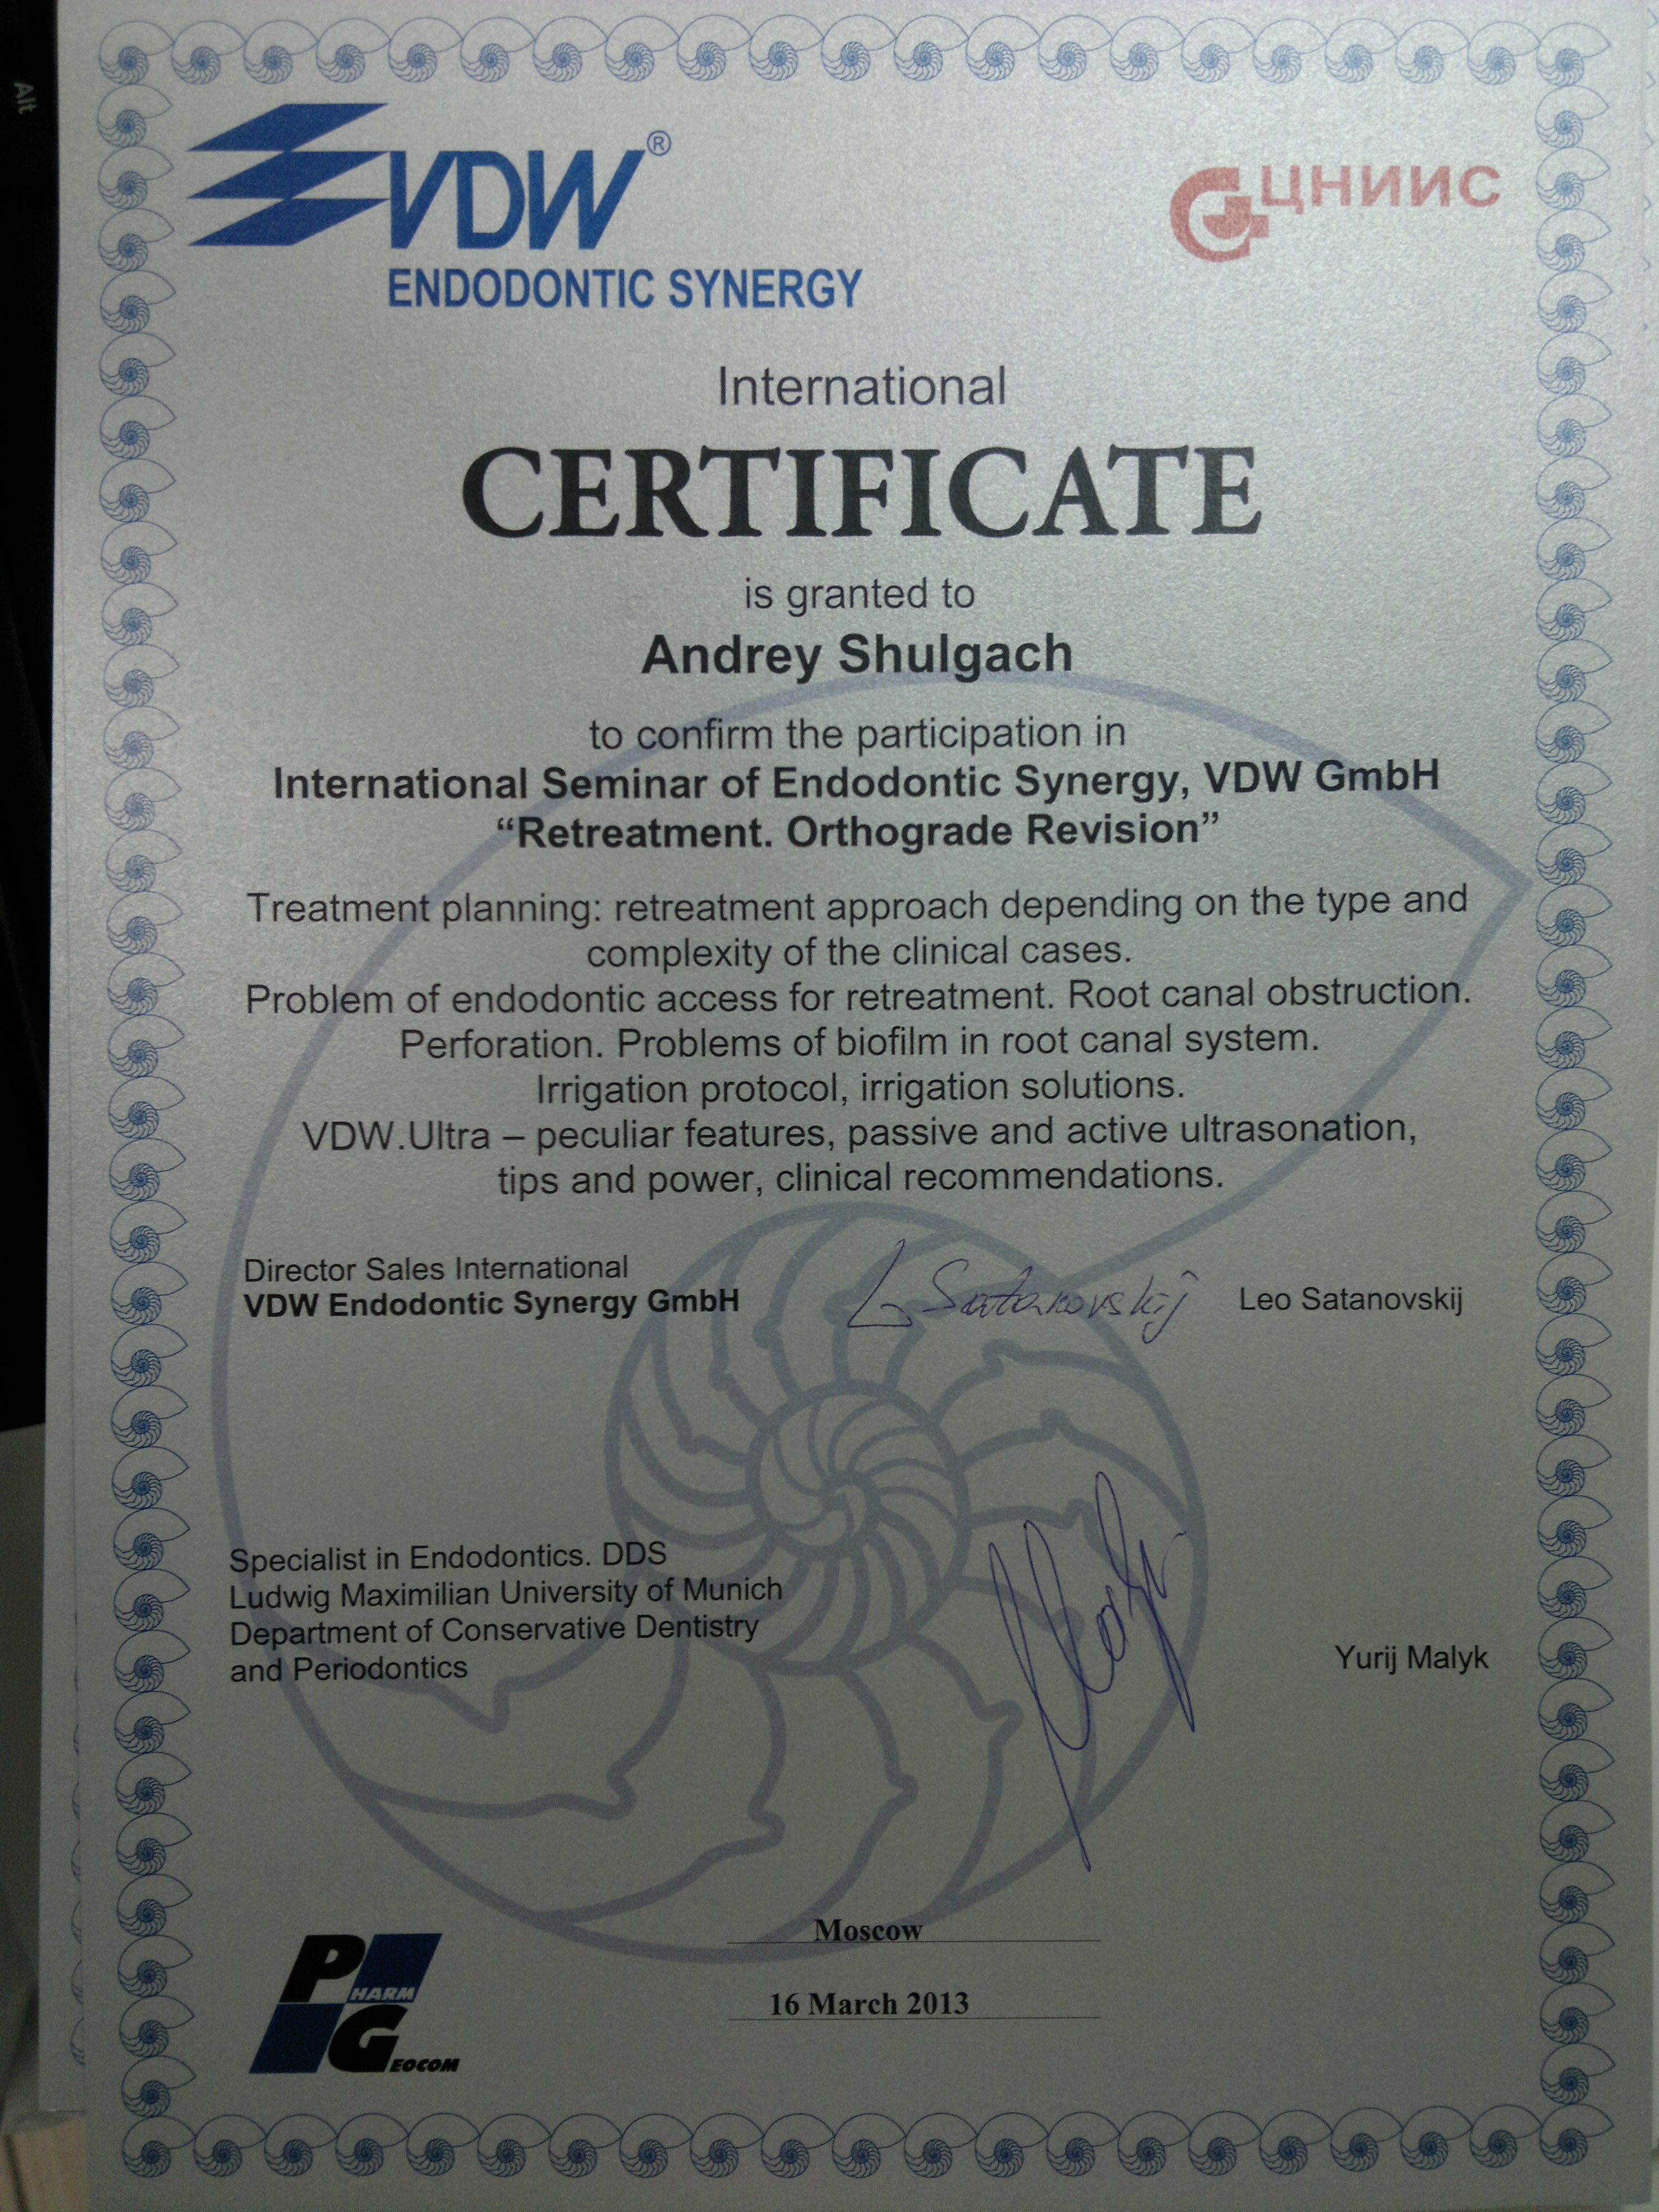 Alt
VDW®
ENDODONTIC SYNERGY
ЦНИИС
International
CERTIFICATE
is granted to
Andrey Shulgach
to confirm the participation in
International Seminar of Endodontic Synergy, VDW GmbH
“Retreatment. Orthograde Revision”
Treatment planning: retreatment approach depending on the type and
complexity of the clinical cases.
Problem of endodontic access for retreatment. Root canal obstruction.
Perforation. Problems of biofilm in root canal system.
Irrigation protocol, irrigation solutions.
VDW.Ultra – peculiar features, passive and active ultrasonation,
tips and power, clinical recommendations.
Director Sales International
VDW Endodontic Synergy GmbH
L Satanovskij
Leo Satanovskij
Specialist in Endodontics. DDS
Ludwig Maximilian University of Munich
Department of Conservative Dentistry
and Periodontics
Yurij Malyk
Moscow
16 March 2013
PHARM
GEOCOM